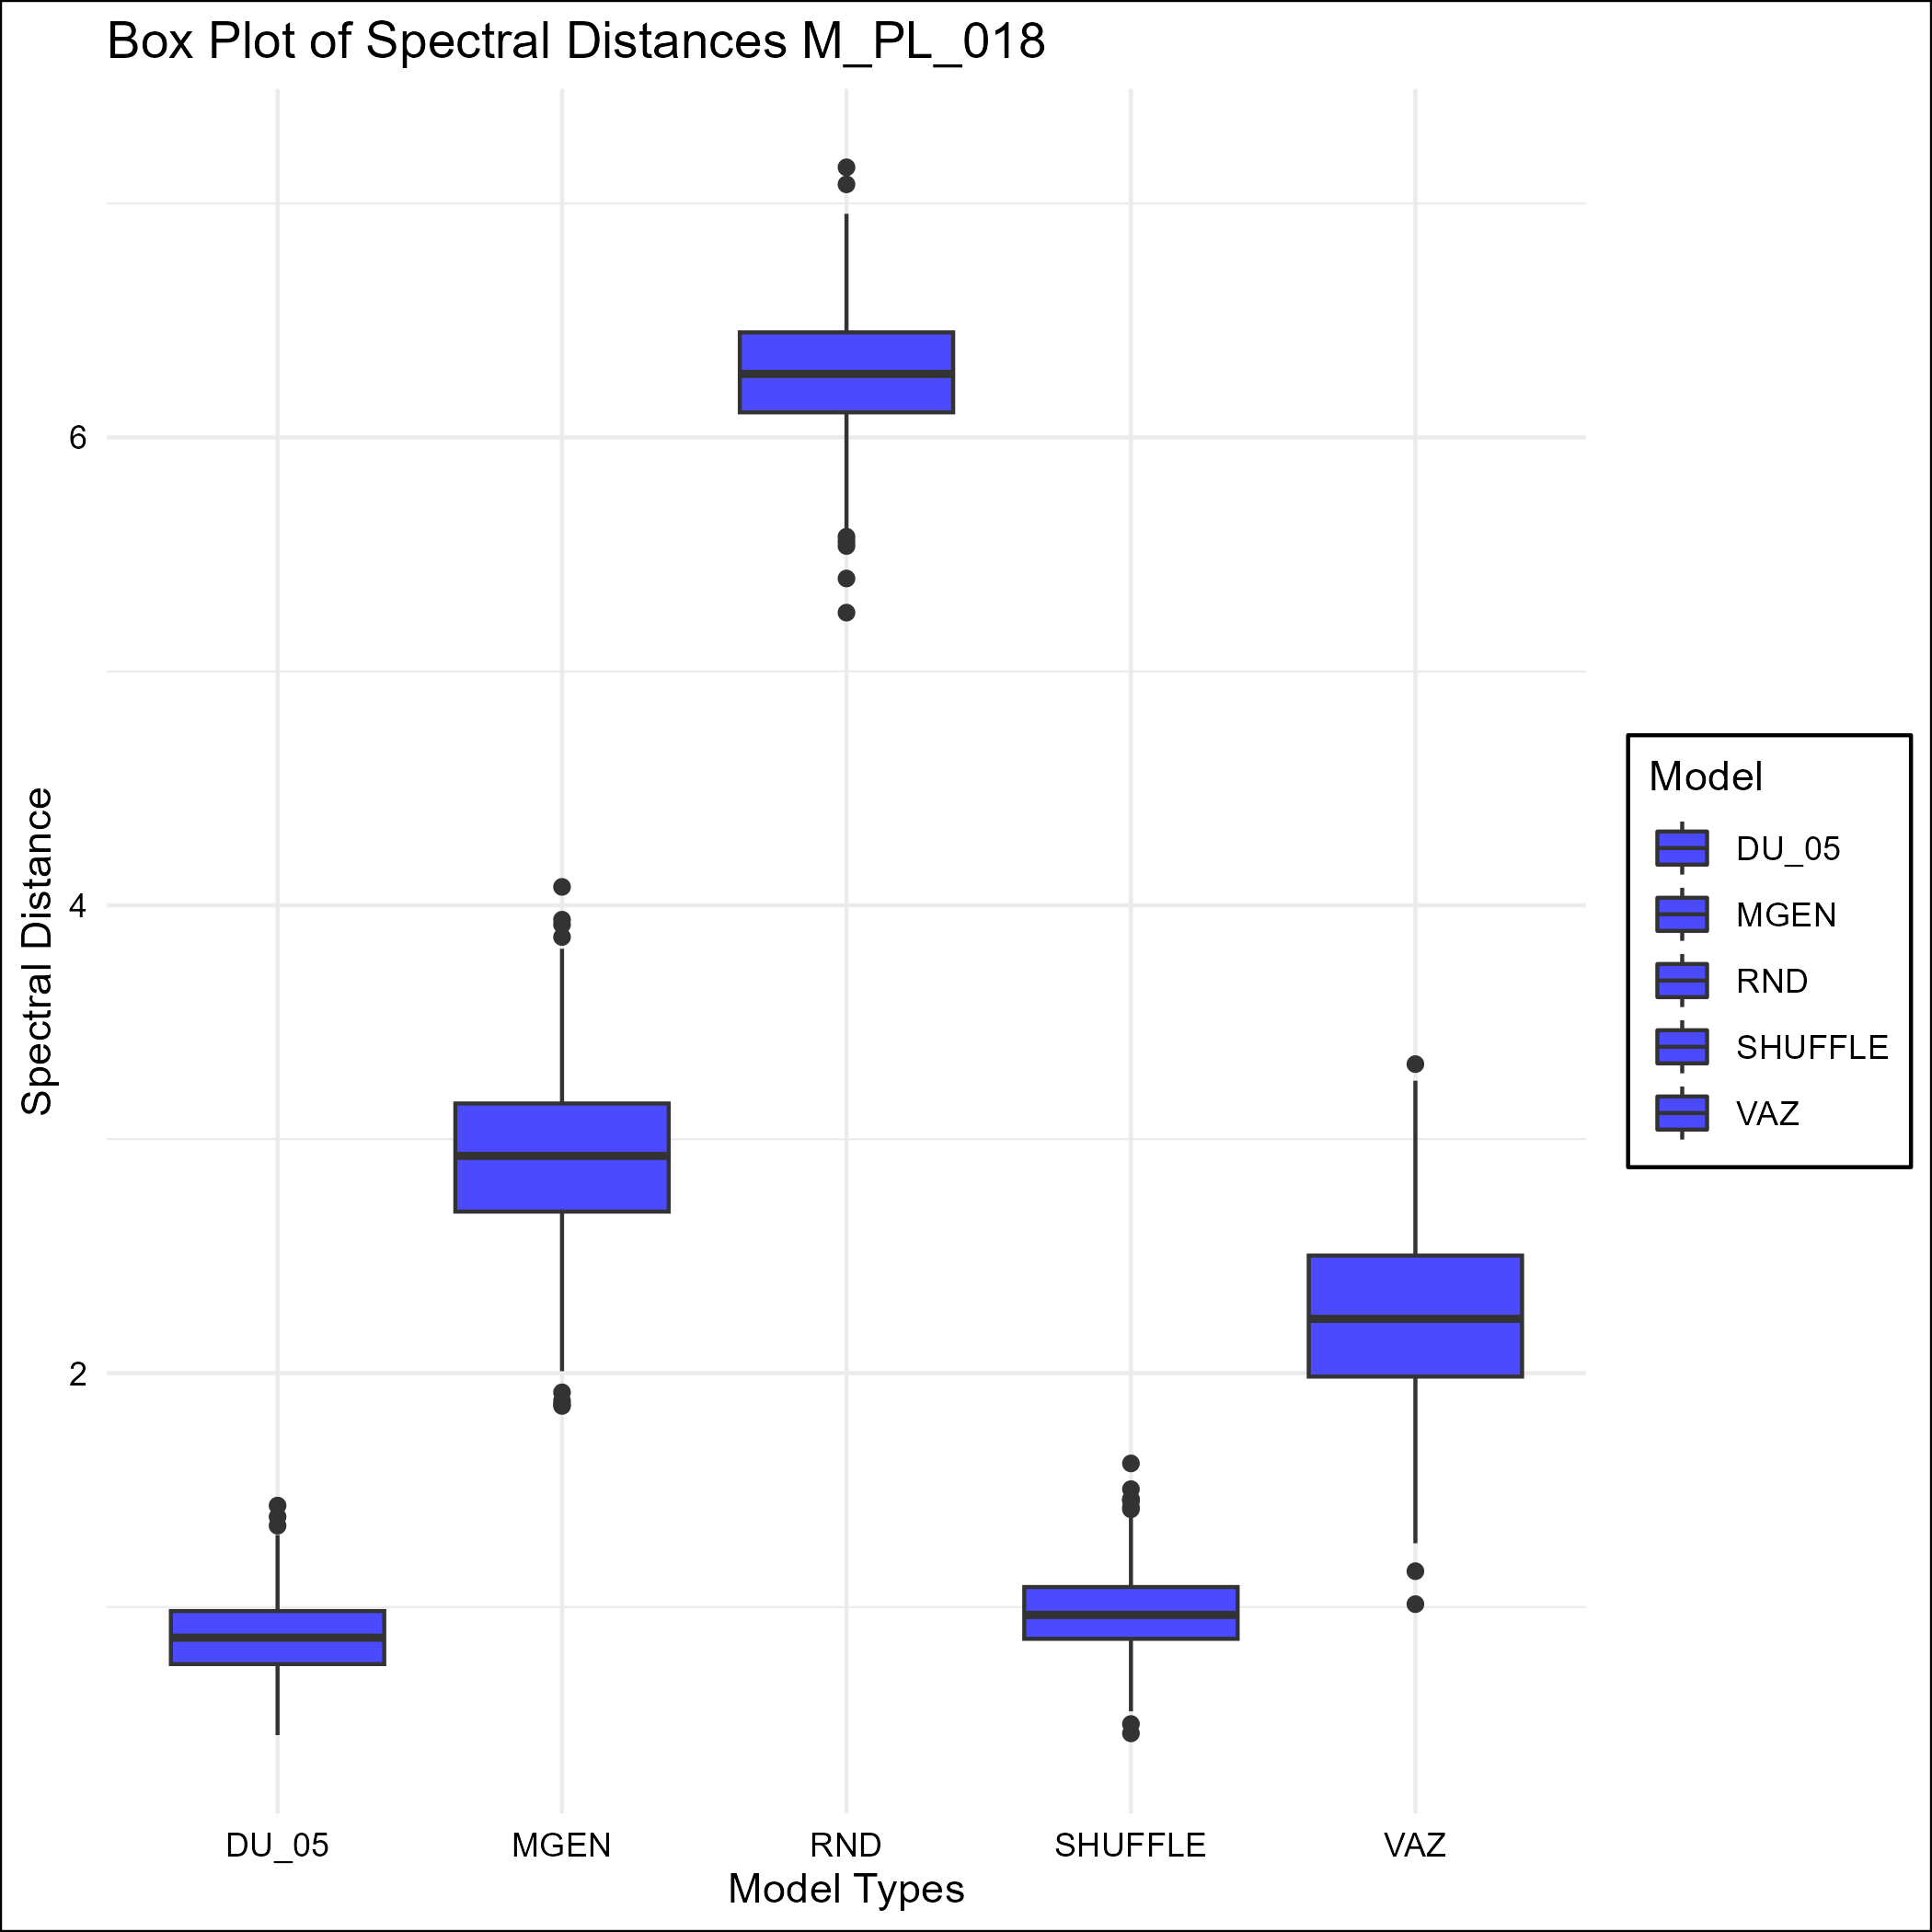 Box Plot of Spectral Distances M_PL_018
Spectral Distance
6
4
2
DU_05
MGEN
RND
SHUFFLE
VAZ
Model Types
Model
DU_05
MGEN
RND
SHUFFLE
VAZ